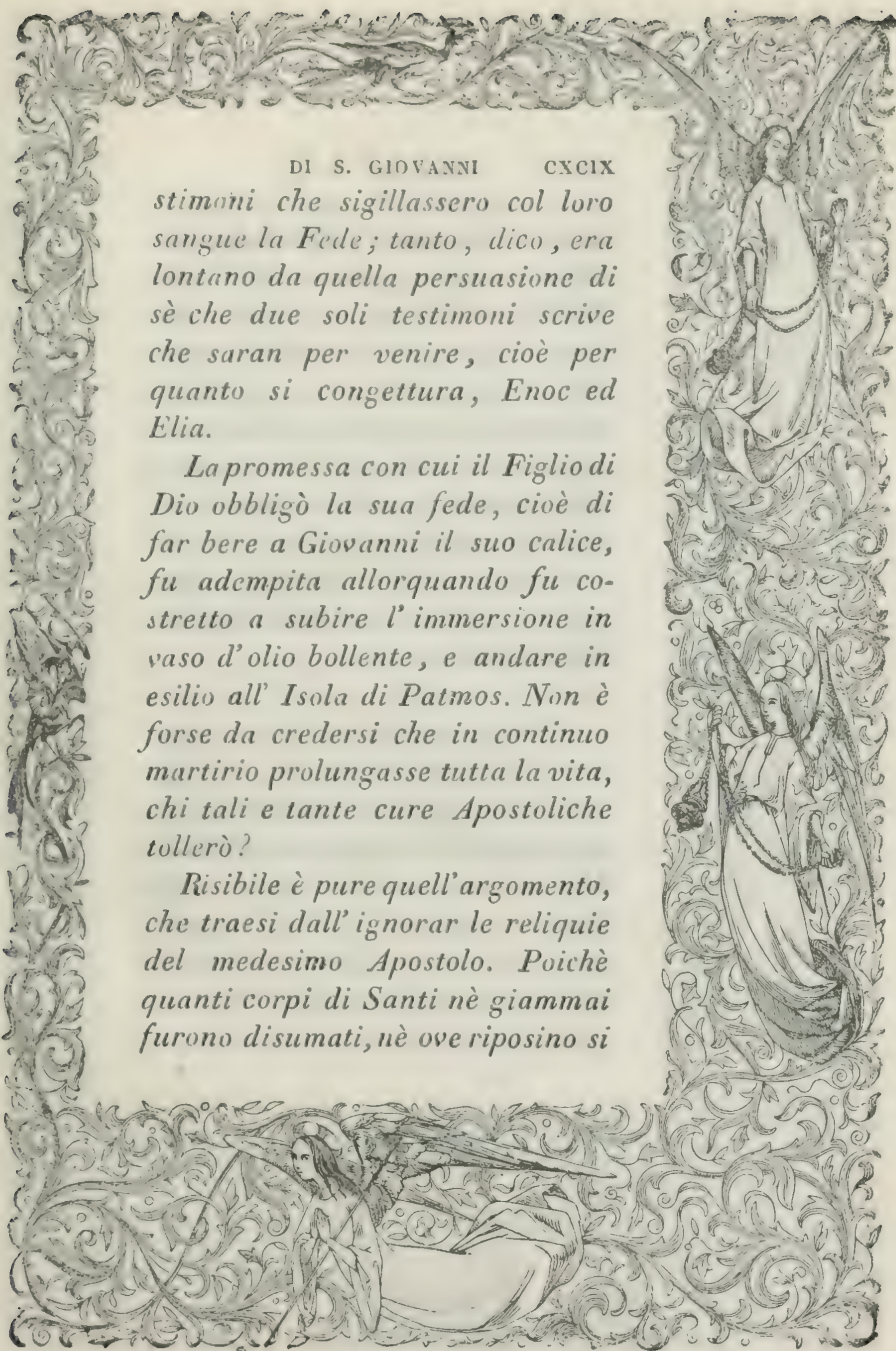 DI S. GIOVANNI CXCIX
stimoni che sigillassero col loro
sangue la Fede; tanto, dico, era
lontano da quella persuasione di
sè che due soli testimoni scrive
che saran per venire, cioè per
quanto si congettura, Enoc ed
Elia.
La promessa con cui il Figlio di
Dio obbligò la sua fede, cioè di
far bere a Giovanni il suo calice,
fu adempita allorquando fu co-
stretto a subire l' immersione in
vaso d' olio bollente, e andare in
esilio all' Isola di Patmos. Non è
forse da credersi che in continuo
martirio prolungasse tutta la vita,
chi tali e tante cure Apostoliche
tollerò?
Risibile è pure quell' argomento,
che traesi dall' ignorar le reliquie
del medesimo Apostolo. Poichè
quanti corpi di Santi nè giammai
furono disumati, nè ove riposino si